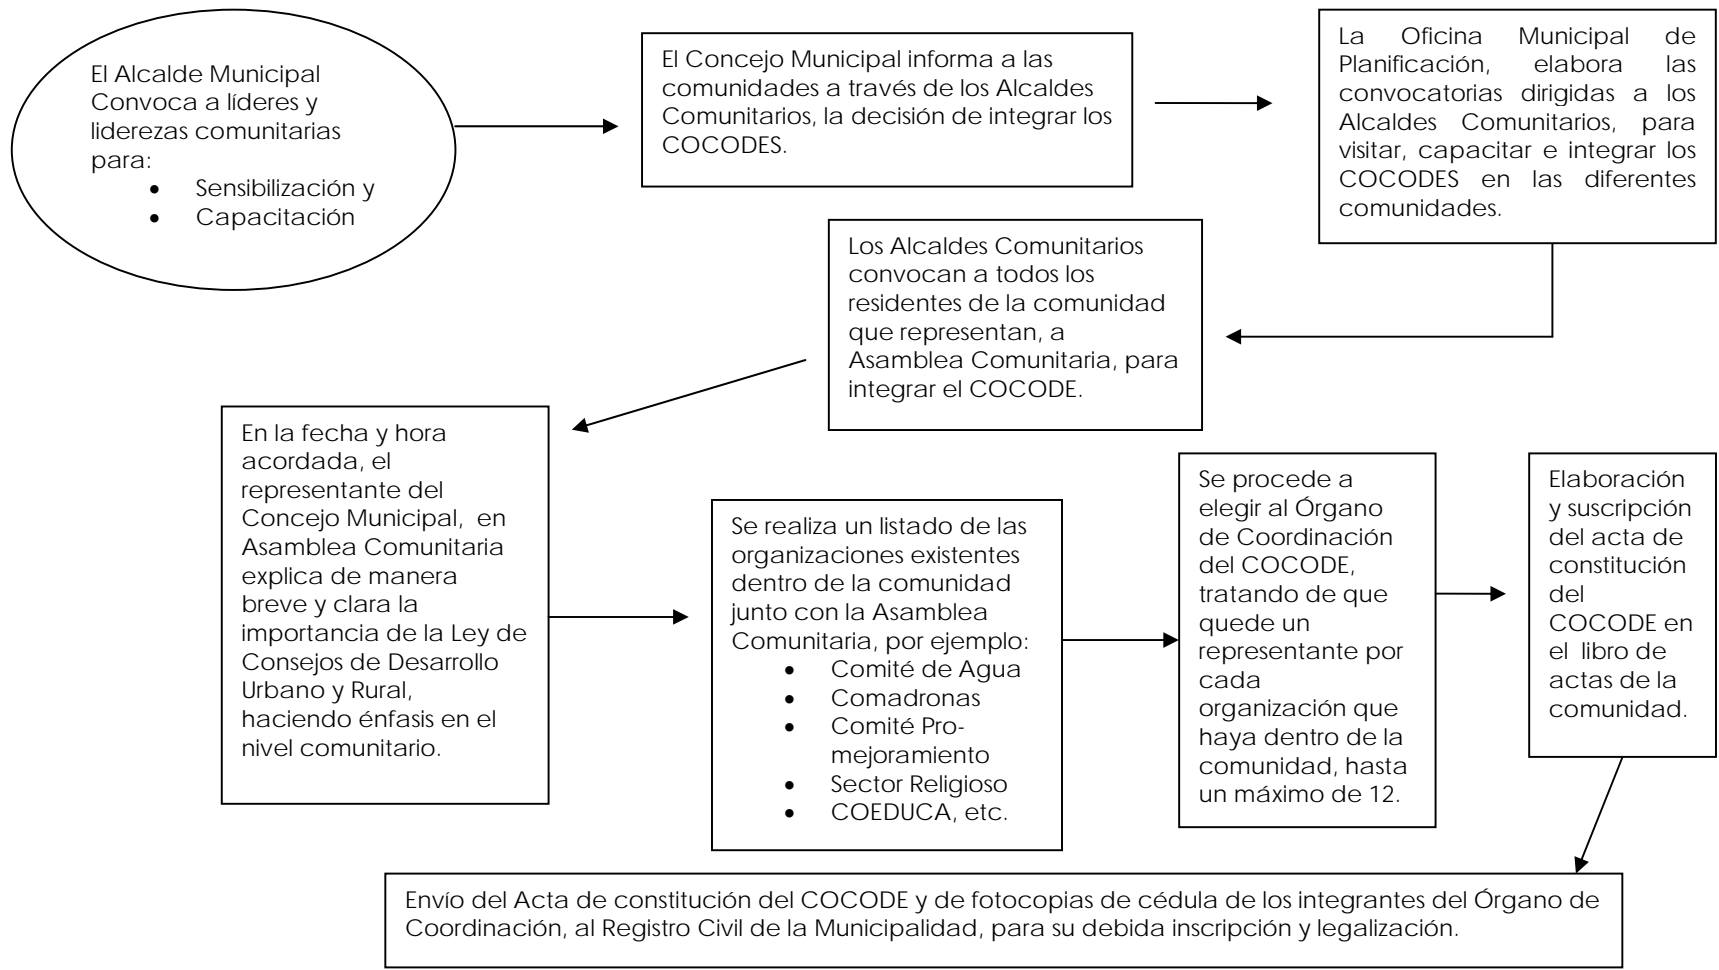 El Alcalde Municipal
Convoca a líderes y
liderezas comunitarias
para:
• Sensibilización y
• Capacitación
El Concejo Municipal informa a las
comunidades a través de los Alcaldes
Comunitarios, la decisión de integrar los
COCODES.
La Oficina Municipal de
Planificación, elabora las
convocatorias dirigidas a los
Alcaldes Comunitarios, para
visitar, capacitar e integrar los
COCODES en las diferentes
comunidades.
Los Alcaldes Comunitarios
convocan a todos los
residentes de la comunidad
que representan, a
Asamblea Comunitaria, para
integrar el COCODE.
En la fecha y hora
acordada, el
representante del
Concejo Municipal, en
Asamblea Comunitaria
explica de manera
breve y clara la
importancia de la Ley de
Consejos de Desarrollo
Urbano y Rural,
haciendo énfasis en el
nivel comunitario.
Se realiza un listado de las
organizaciones existentes
dentro de la comunidad
junto con la Asamblea
Comunitaria, por ejemplo:
• Comité de Agua
• Comadronas
• Comité Pro-
mejoramiento
• Sector Religioso
• COEDUCA, etc.
Se procede a
elegir al Órgano
de Coordinación
del COCODE,
tratando de que
quede un
representante por
cada
organización que
haya dentro de la
comunidad, hasta
un máximo de 12.
Elaboración
y suscripción
del acta de
constitución
del
COCODE en
el libro de
actas de la
comunidad.
Envío del Acta de constitución del COCODE y de fotocopias de cédula de los integrantes del Órgano de
Coordinación, al Registro Civil de la Municipalidad, para su debida inscripción y legalización.